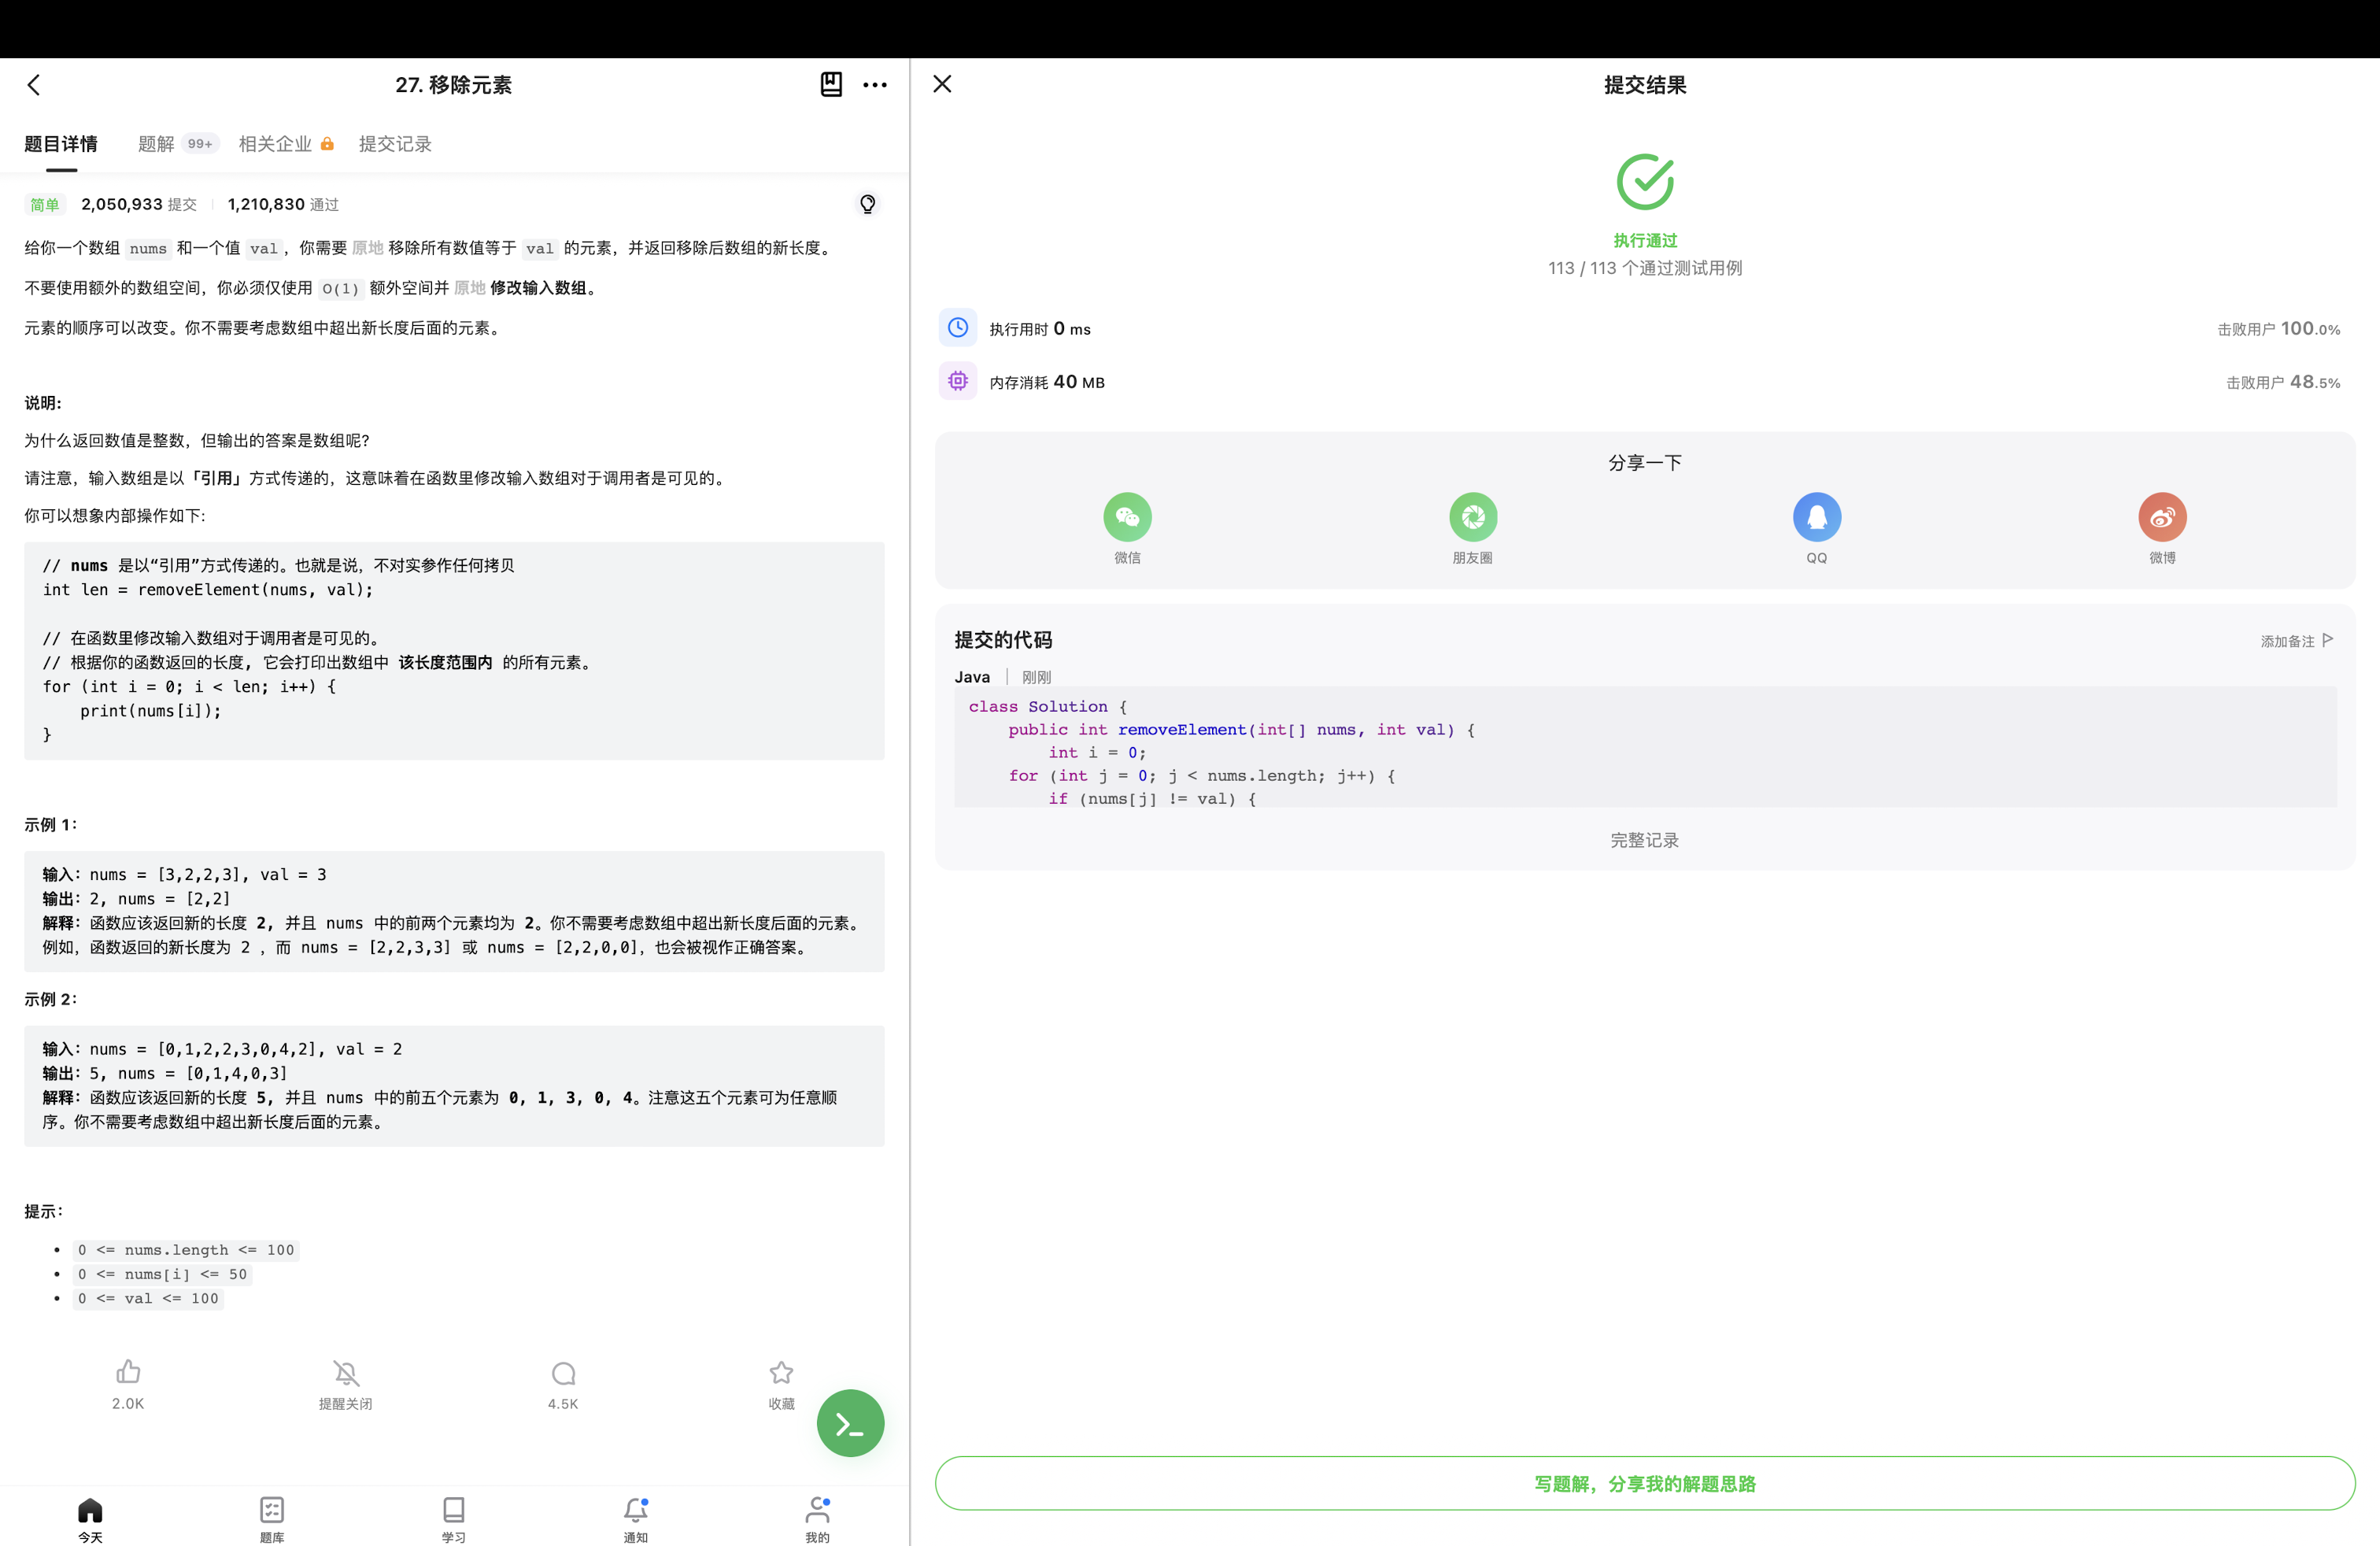 27. 移除元素
题目详情 题解 99+ 相关企业 提交记录
简单 2,050,933 提交 1,210,830 通过
给你一个数组 nums 和一个值 val，你需要 原地 移除所有数值等于 val 的元素，并返回移除后数组的新长度。
不要使用额外的数组空间，你必须仅使用 O(1) 额外空间并 原地 修改输入数组。
元素的顺序可以改变。你不需要考虑数组中超出新长度后面的元素。
说明:
为什么返回数值是整数，但输出的答案是数组呢?
请注意，输入数组是以「引用」方式传递的，这意味着在函数里修改输入数组对于调用者是可见的。
你可以想象内部操作如下:
// nums 是以“引用”方式传递的。也就是说，不对实参作任何拷贝
int len = removeElement(nums, val);
// 在函数里修改输入数组对于调用者是可见的。
// 根据你的函数返回的长度, 它会打印出数组中 该长度范围内 的所有元素。
for (int i = 0; i < len; i++) {
    print(nums[i]);
}
示例 1：
输入：nums = [3,2,2,3], val = 3
输出：2, nums = [2,2]
解释：函数应该返回新的长度 2, 并且 nums 中的前两个元素均为 2。你不需要考虑数组中超出新长度后面的元素。
例如，函数返回的新长度为 2 ，而 nums = [2,2,3,3] 或 nums = [2,2,0,0]，也会被视作正确答案。
示例 2：
输入：nums = [0,1,2,2,3,0,4,2], val = 2
输出：5, nums = [0,1,4,0,3]
解释：函数应该返回新的长度 5, 并且 nums 中的前五个元素为 0, 1, 3, 0, 4。注意这五个元素可为任意顺
序。你不需要考虑数组中超出新长度后面的元素。
提示：
• 0 <= nums.length <= 100
• 0 <= nums[i] <= 50
• 0 <= val <= 100
2.0K 提醒关闭 4.5K 收藏
今天 题库 学习 通知 我的
提交结果
执行通过
113 / 113 个通过测试用例
执行用时 0 ms 击败用户 100.0%
内存消耗 40 MB 击败用户 48.5%
分享一下
微信 朋友圈 QQ 微博
提交的代码 添加备注
Java 刚刚
class Solution {
    public int removeElement(int[] nums, int val) {
        int i = 0;
    for (int j = 0; j < nums.length; j++) {
        if (nums[j] != val) {
完整记录
写题解，分享我的解题思路